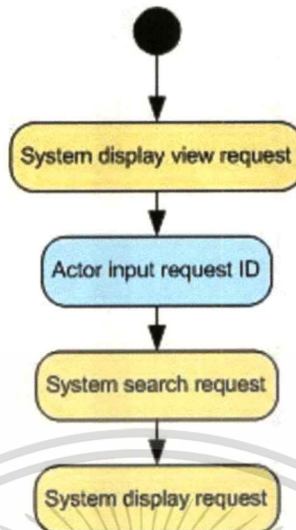 System display view request
Actor input request ID
System search request
System display request